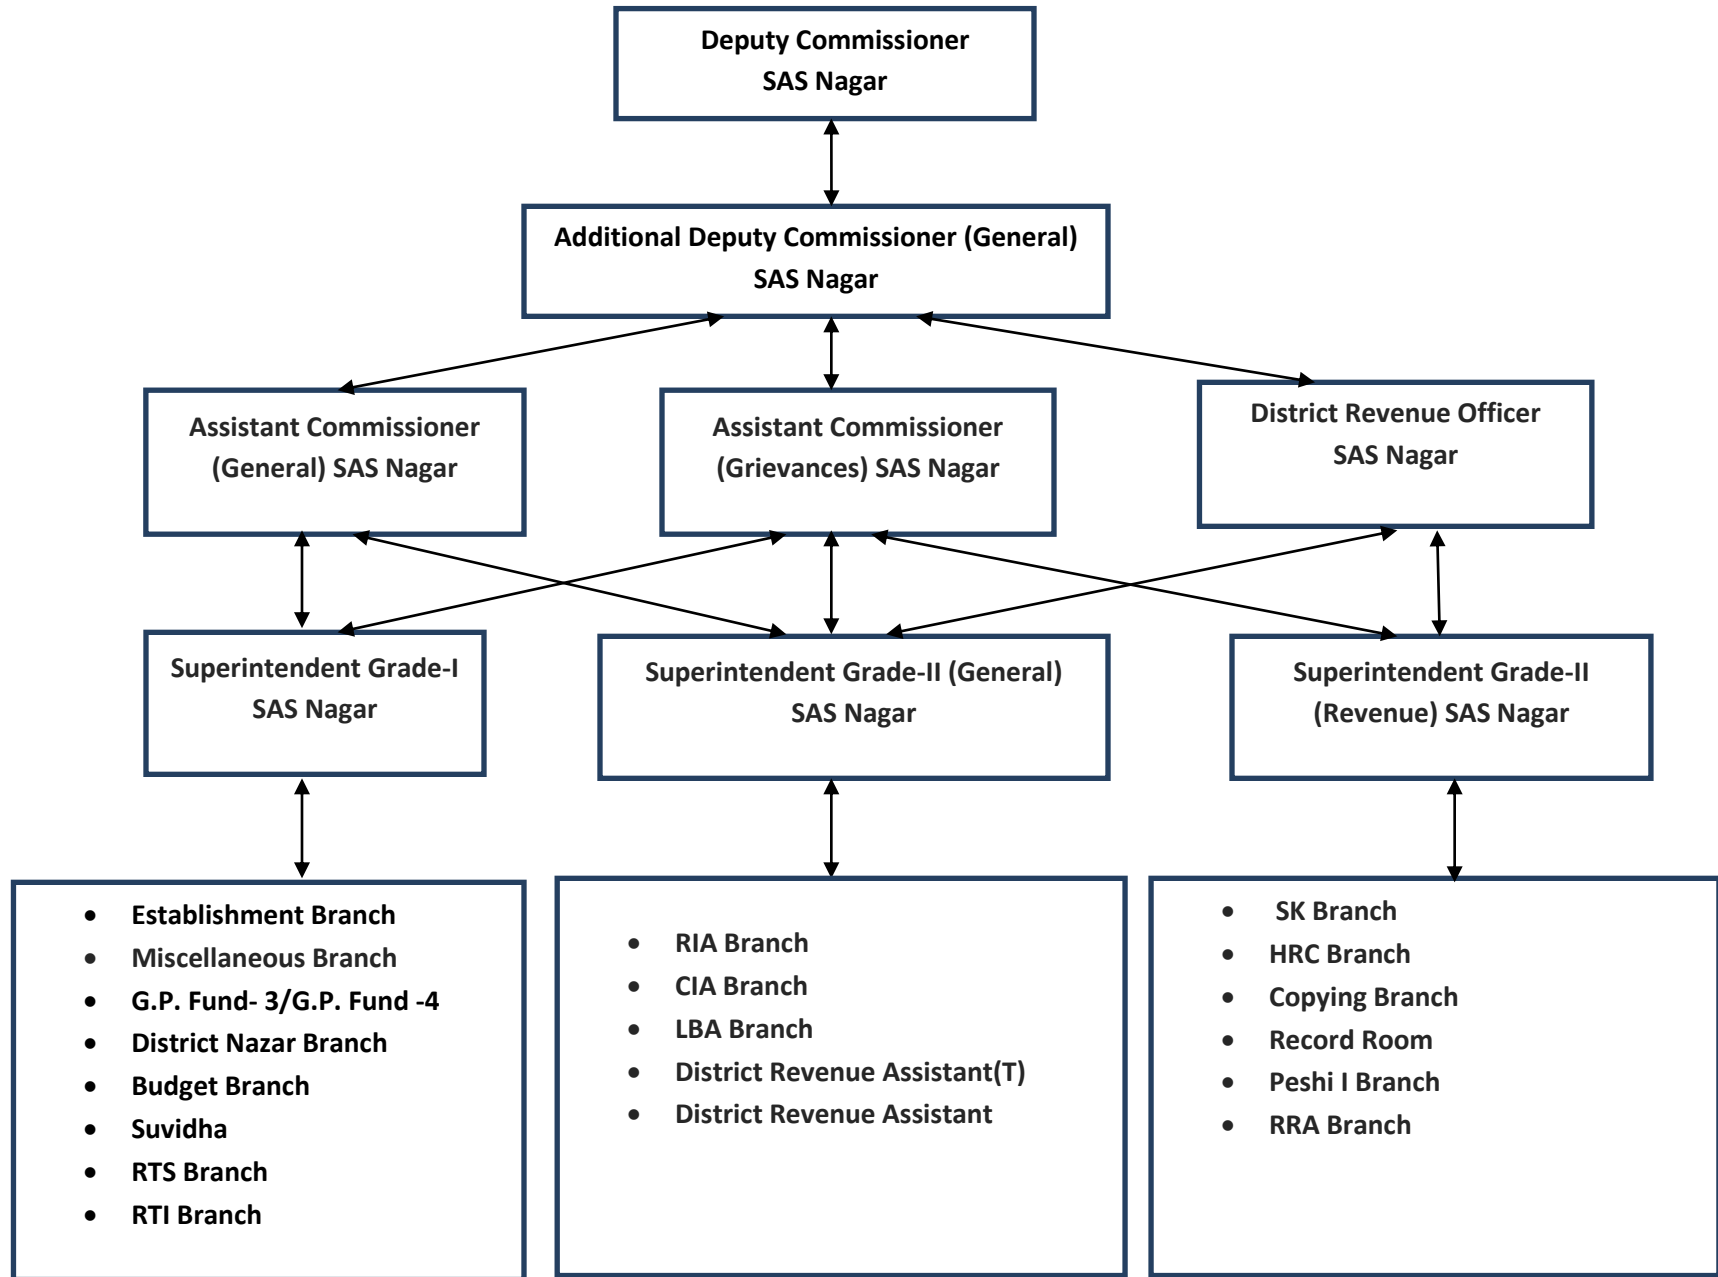 Deputy Commissioner
SAS Nagar
Additional Deputy Commissioner (General)
SAS Nagar
Assistant Commissioner
(General) SAS Nagar
Assistant Commissioner
(Grievances) SAS Nagar
District Revenue Officer
SAS Nagar
Superintendent Grade-I
SAS Nagar
Superintendent Grade-II (General)
SAS Nagar
Superintendent Grade-II
(Revenue) SAS Nagar
• Establishment Branch
• Miscellaneous Branch
• G.P. Fund- 3/G.P. Fund -4
• District Nazar Branch
• Budget Branch
• Suvidha
• RTS Branch
• RTI Branch
• RIA Branch
• CIA Branch
• LBA Branch
• District Revenue Assistant(T)
• District Revenue Assistant
• SK Branch
• HRC Branch
• Copying Branch
• Record Room
• Peshi I Branch
• RRA Branch